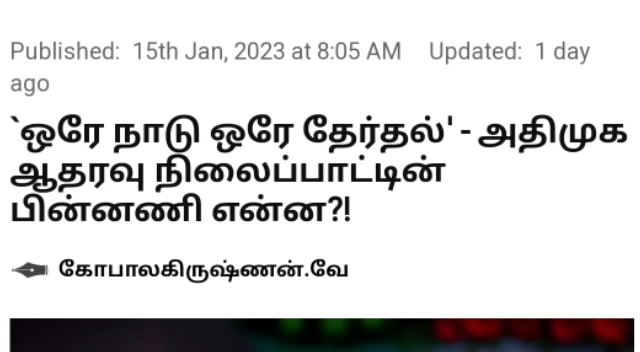 Published: 15th Jan, 2023 at 8:05 AM Updated: 1 day
ago
`ஒரே நாடு ஒரே தேர்தல்' - அதிமுக
ஆதரவு நிலைப்பாட்டின்
பின்னணி என்ன?!
கோபாலகிருஷ்ணன்.வே